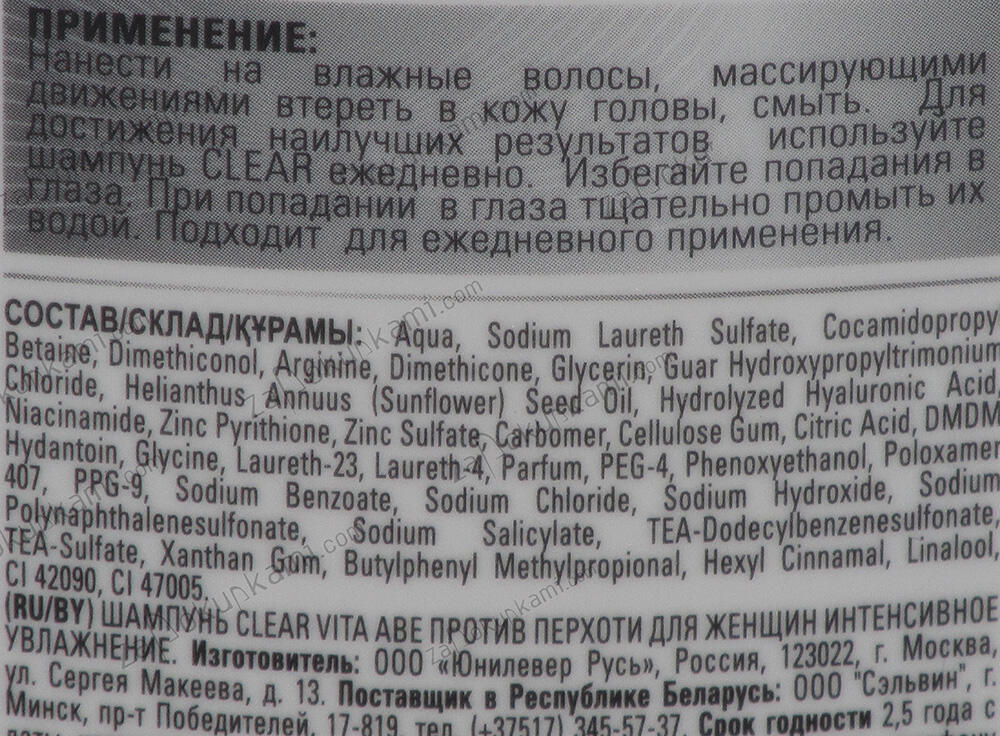 ПРИМЕНЕНИЕ:
Нанести на влажные волосы, массирующими
движениями втереть в кожу головы, смыть. Для
достижения наилучших результатов используйте
шампунь CLEAR ежедневно. Избегайте попадания в
глаза. При попадании в глаза тщательно промыть их
водой. Подходит для ежедневного применения.
СОСТАВ/СКЛАД/ҚҰРАМЫ: Aqua, Sodium Laureth Sulfate, Cocamidopropy
Betaine, Dimethiconol, Arginine, Dimethicone, Glycerin, Guar Hydroxypropyltrimonium
Chloride, Helianthus Annuus (Sunflower) Seed Oil, Hydrolyzed Hyaluronic Acid,
Niacinamide, Zinc Pyrithione, Zinc Sulfate, Carbomer, Cellulose Gum, Citric Acid, DMDM
Hydantoin, Glycine, Laureth-23, Laureth-4, Parfum, PEG-4, Phenoxyethanol, Poloxamer
407, PPG-9, Sodium Benzoate, Sodium Chloride, Sodium Hydroxide, Sodium
Polynaphthalenesulfonate, Sodium Salicylate, TEA-Dodecylbenzenesulfonate,
TEA-Sulfate, Xanthan Gum, Butylphenyl Methylpropional, Hexyl Cinnamal, Linalool,
CI 42090, CI 47005.
(RU/BY) ШАМПУНЬ CLEAR VITA ABE ПРОТИВ ПЕРХОТИ ДЛЯ ЖЕНЩИН ИНТЕНСИВНОЕ
УВЛАЖНЕНИЕ. Изготовитель: ООО «Юнилевер Русь», Россия, 123022, г. Москва,
ул. Сергея Макеева, д. 13. Поставщик в Республике Беларусь: ООО "Сэльвин", г.
Минск, пр-т Победителей, 17-819, тел. (+37517) 345-57-37. Срок годности 2,5 года с